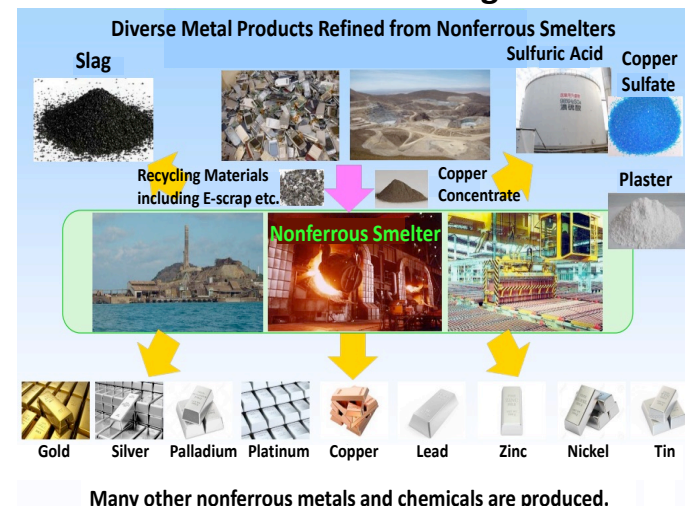 Diverse Metal Products Refined from Nonferrous Smelters
Slag
Sulfuric Acid
Copper
Sulfate
Recycling Materials
including E-scrap etc.
Copper
Concentrate
Plaster
Nonferrous Smelter
Gold
Silver
Palladium
Platinum
Copper
Lead
Zinc
Nickel
Tin
Many other nonferrous metals and chemicals are produced.